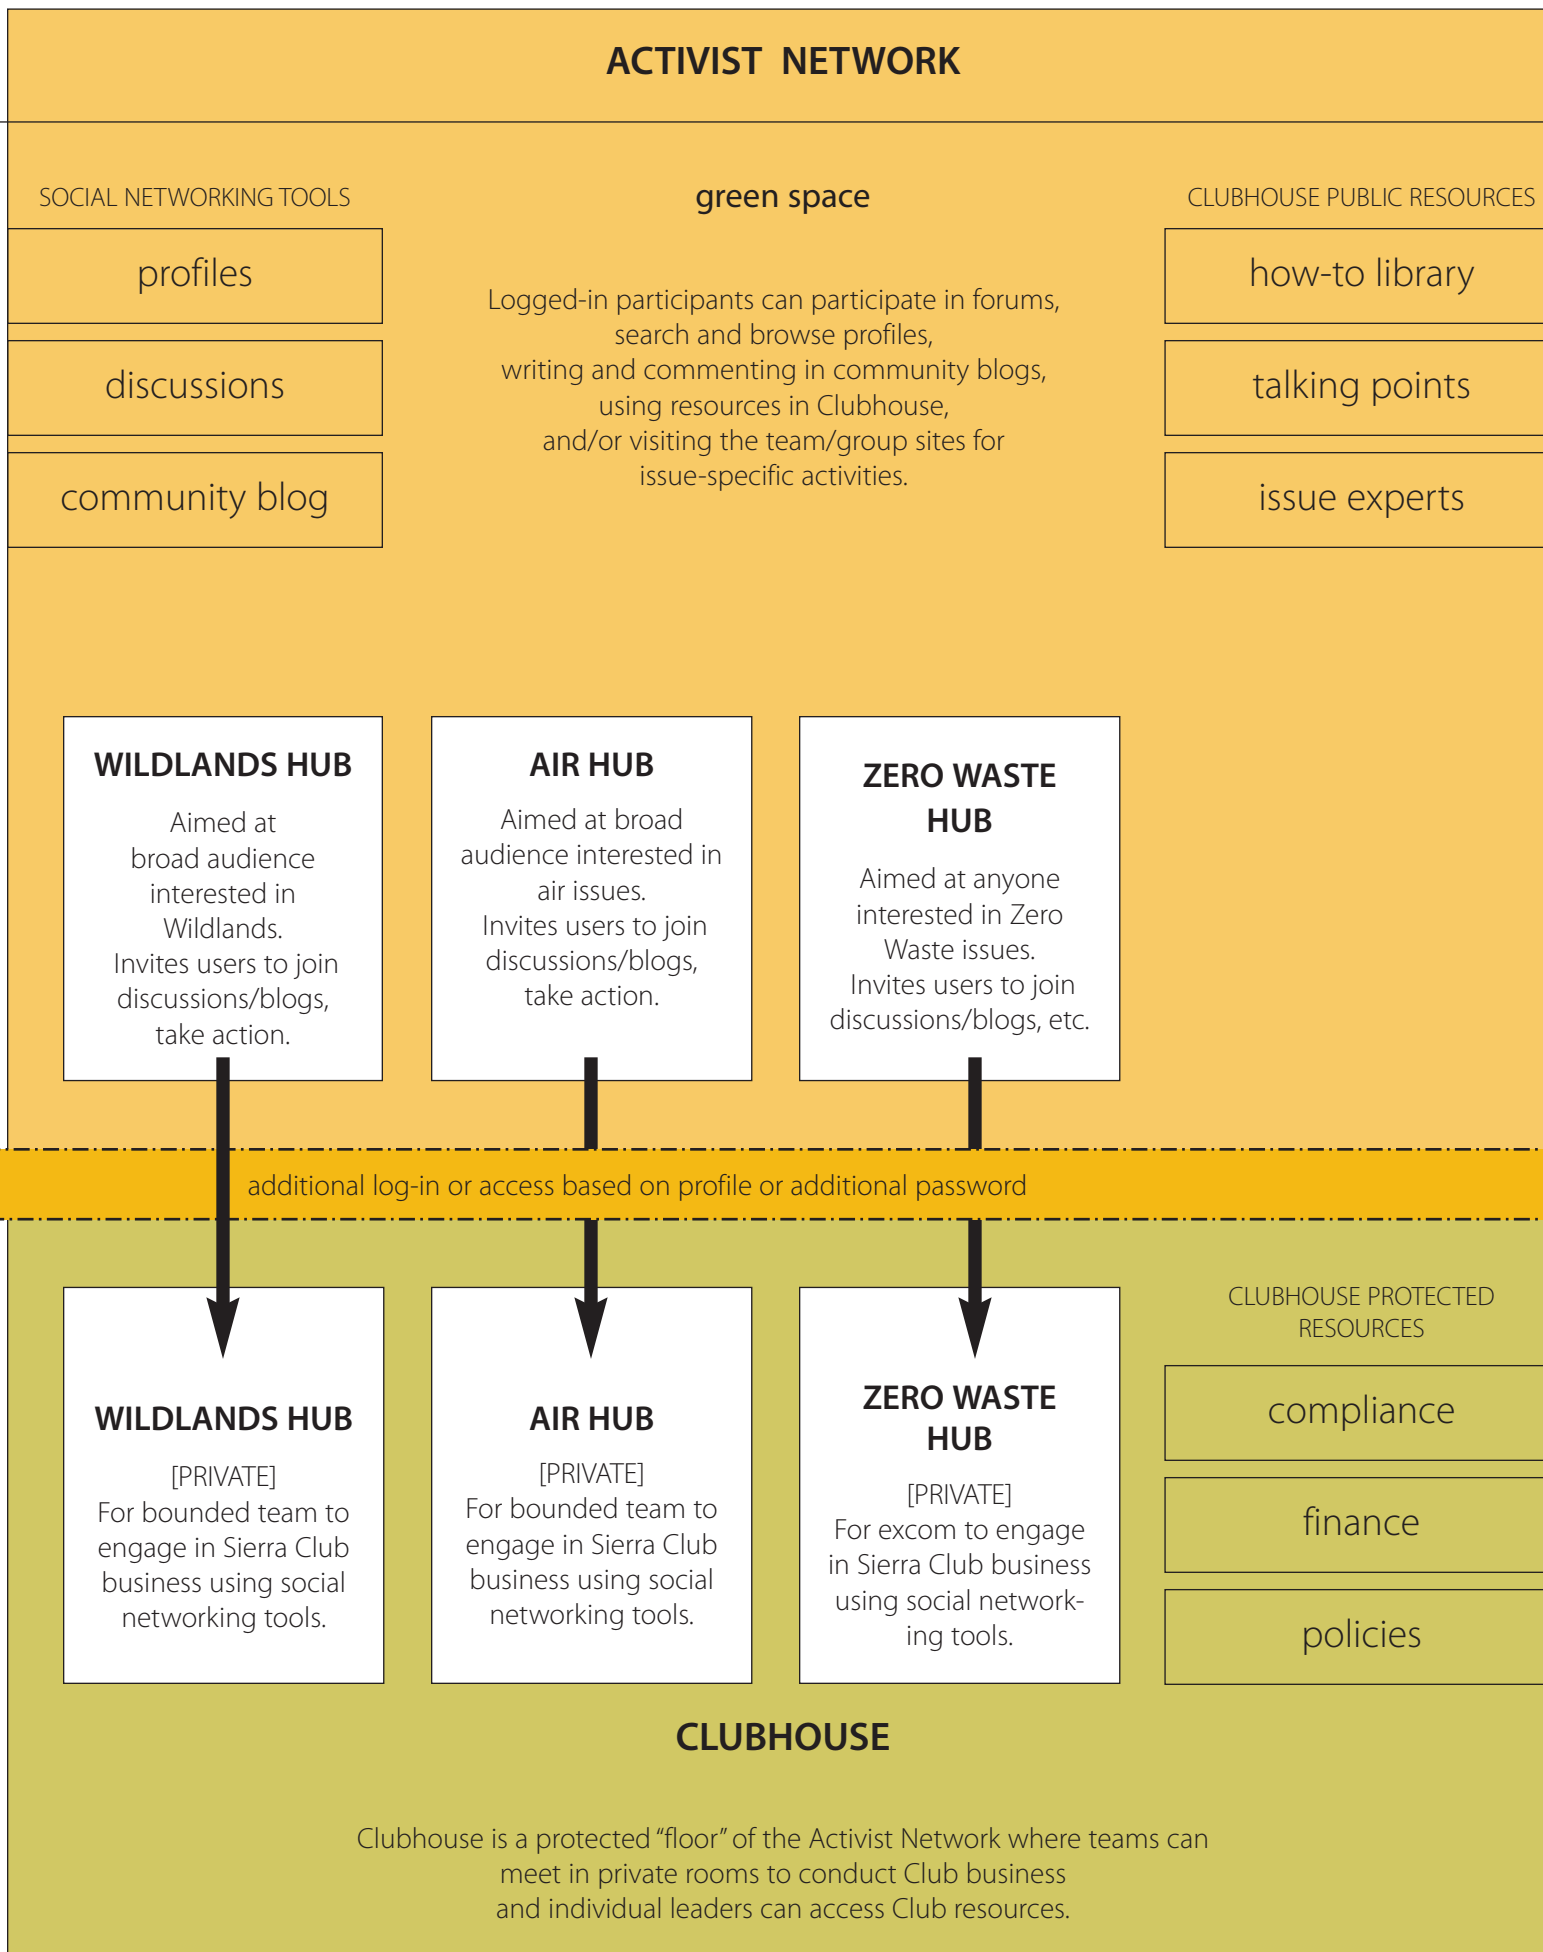 ACTIVIST NETWORK
SOCIAL NETWORKING TOOLS
profiles
discussions
community blog
green space
Logged-in participants can participate in forums,
search and browse profiles,
writing and commenting in community blogs,
using resources in Clubhouse,
and/or visiting the team/group sites for
issue-specific activities.
CLUBHOUSE PUBLIC RESOURCES
how-to library
talking points
issue experts
WILDLANDS HUB
Aimed at
broad audience
interested in
Wildlands.
Invites users to join
discussions/blogs,
take action.
AIR HUB
Aimed at broad
audience interested in
air issues.
Invites users to join
discussions/blogs,
take action.
ZERO WASTE
HUB
Aimed at anyone
interested in Zero
Waste issues.
Invites users to join
discussions/blogs, etc.
additional log-in or access based on profile or additional password
WILDLANDS HUB
[PRIVATE]
For bounded team to
engage in Sierra Club
business using social
networking tools.
AIR HUB
[PRIVATE]
For bounded team to
engage in Sierra Club
business using social
networking tools.
ZERO WASTE
HUB
[PRIVATE]
For excom to engage
in Sierra Club business
using social network-
ing tools.
CLUBHOUSE PROTECTED
RESOURCES
compliance
finance
policies
CLUBHOUSE
Clubhouse is a protected “floor” of the Activist Network where teams can
meet in private rooms to conduct Club business
and individual leaders can access Club resources.